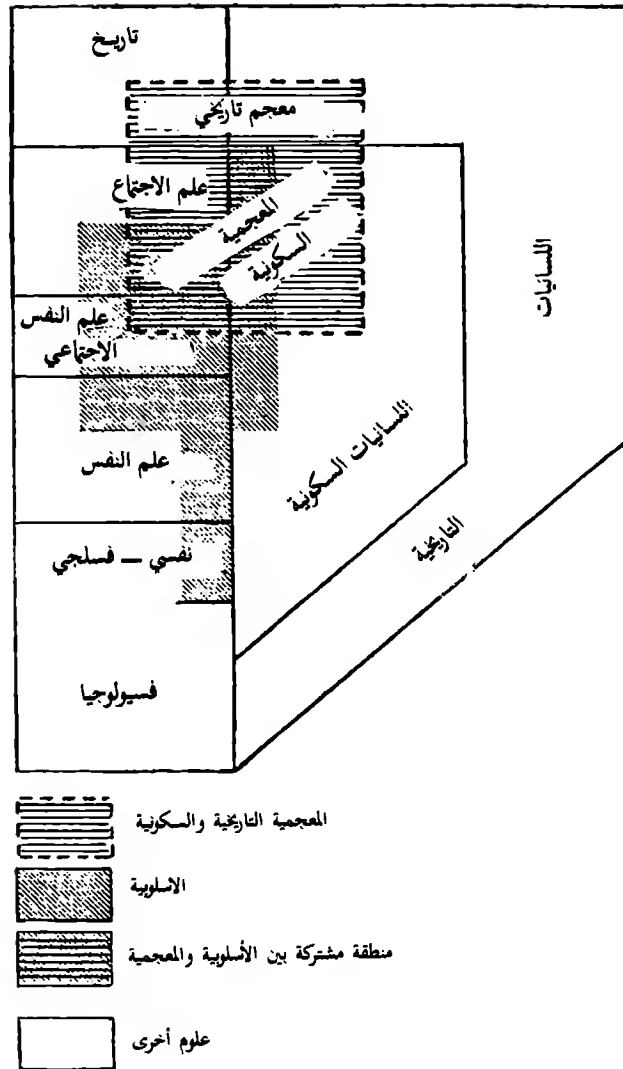 تاريخ
معجم تاريخي
علم الاجتماع
المعجمية
السكونية
اللسانيات
علم النفس
الاجتماعي
اللسانيات السكونية
علم النفس
التاريخية
نفسي — فسلجي
فسيولوجيا
المعجمية التاريخية والسكونية
الاسلوبية
منطقة مشتركة بين الأسلوبية والمعجمية
علوم أخرى